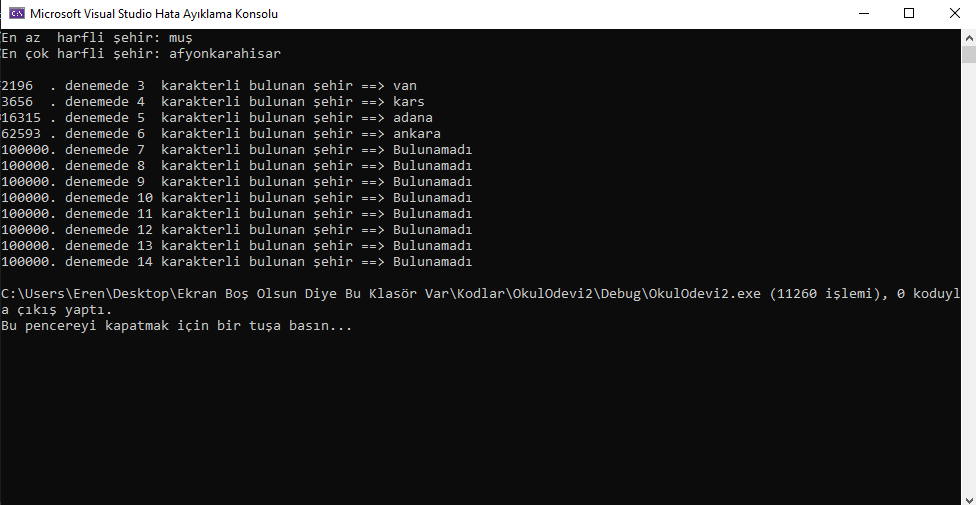 Microsoft Visual Studio Hata Ayıklama Konsolu
En az  harfli şehir: muş
En çok harfli şehir: afyonkarahisar
2196  . denemede 3  karakterli bulunan şehir ==> van
3656  . denemede 4  karakterli bulunan şehir ==> kars
16315 . denemede 5  karakterli bulunan şehir ==> adana
62593 . denemede 6  karakterli bulunan şehir ==> ankara
100000. denemede 7  karakterli bulunan şehir ==> Bulunamadı
100000. denemede 8  karakterli bulunan şehir ==> Bulunamadı
100000. denemede 9  karakterli bulunan şehir ==> Bulunamadı
100000. denemede 10 karakterli bulunan şehir ==> Bulunamadı
100000. denemede 11 karakterli bulunan şehir ==> Bulunamadı
100000. denemede 12 karakterli bulunan şehir ==> Bulunamadı
100000. denemede 13 karakterli bulunan şehir ==> Bulunamadı
100000. denemede 14 karakterli bulunan şehir ==> Bulunamadı
C:\Users\Eren\Desktop\Ekran Boş Olsun Diye Bu Klasör Var\Kodlar\OkulOdevi2\Debug\OkulOdevi2.exe (11260 işlemi), 0 koduyl
a çıkış yaptı.
Bu pencereyi kapatmak için bir tuşa basın...